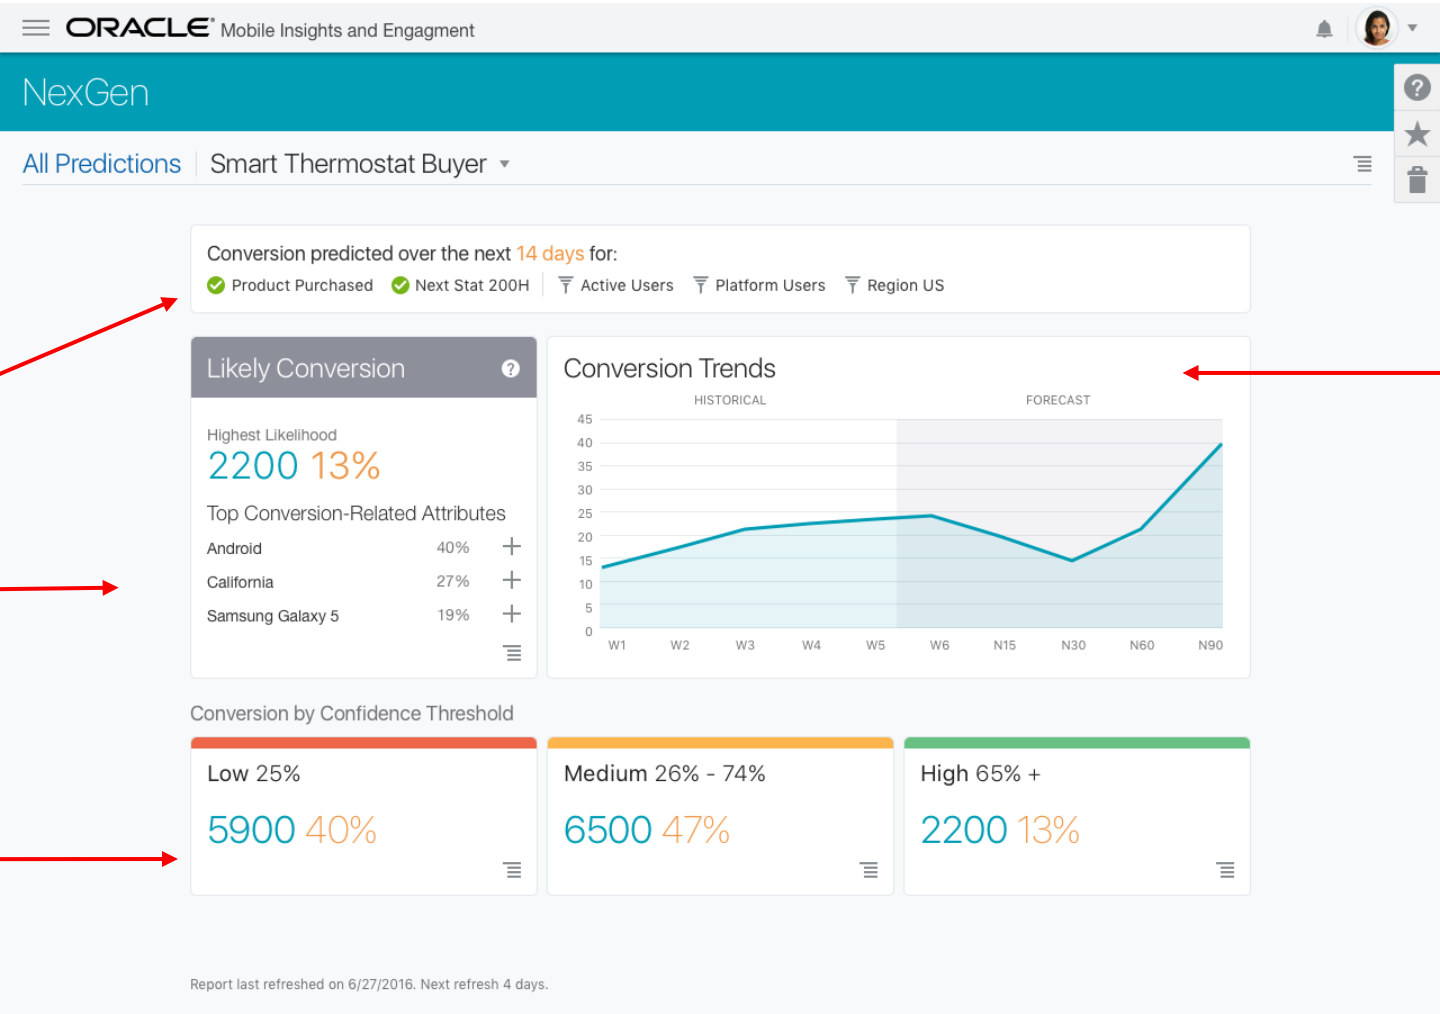 ORACLE® Mobile Insights and Engagment
NexGen
All Predictions Smart Thermostat Buyer
Conversion predicted over the next 14 days for:
Product Purchased Next Stat 200H Active Users Platform Users Region US
Likely Conversion ?
Highest Likelihood
2200 13%
Top Conversion-Related Attributes
Android 40%
California 27%
Samsung Galaxy 5 19%
Conversion Trends
HISTORICAL FORECAST
45
40
35
30
25
20
15
10
5
0
W1 W2 W3 W4 W5 W6 N15 N30 N60 N90
Conversion by Confidence Threshold
Low 25%
5900 40%
Medium 26% - 74%
6500 47%
High 65% +
2200 13%
Report last refreshed on 6/27/2016. Next refresh 4 days.
?